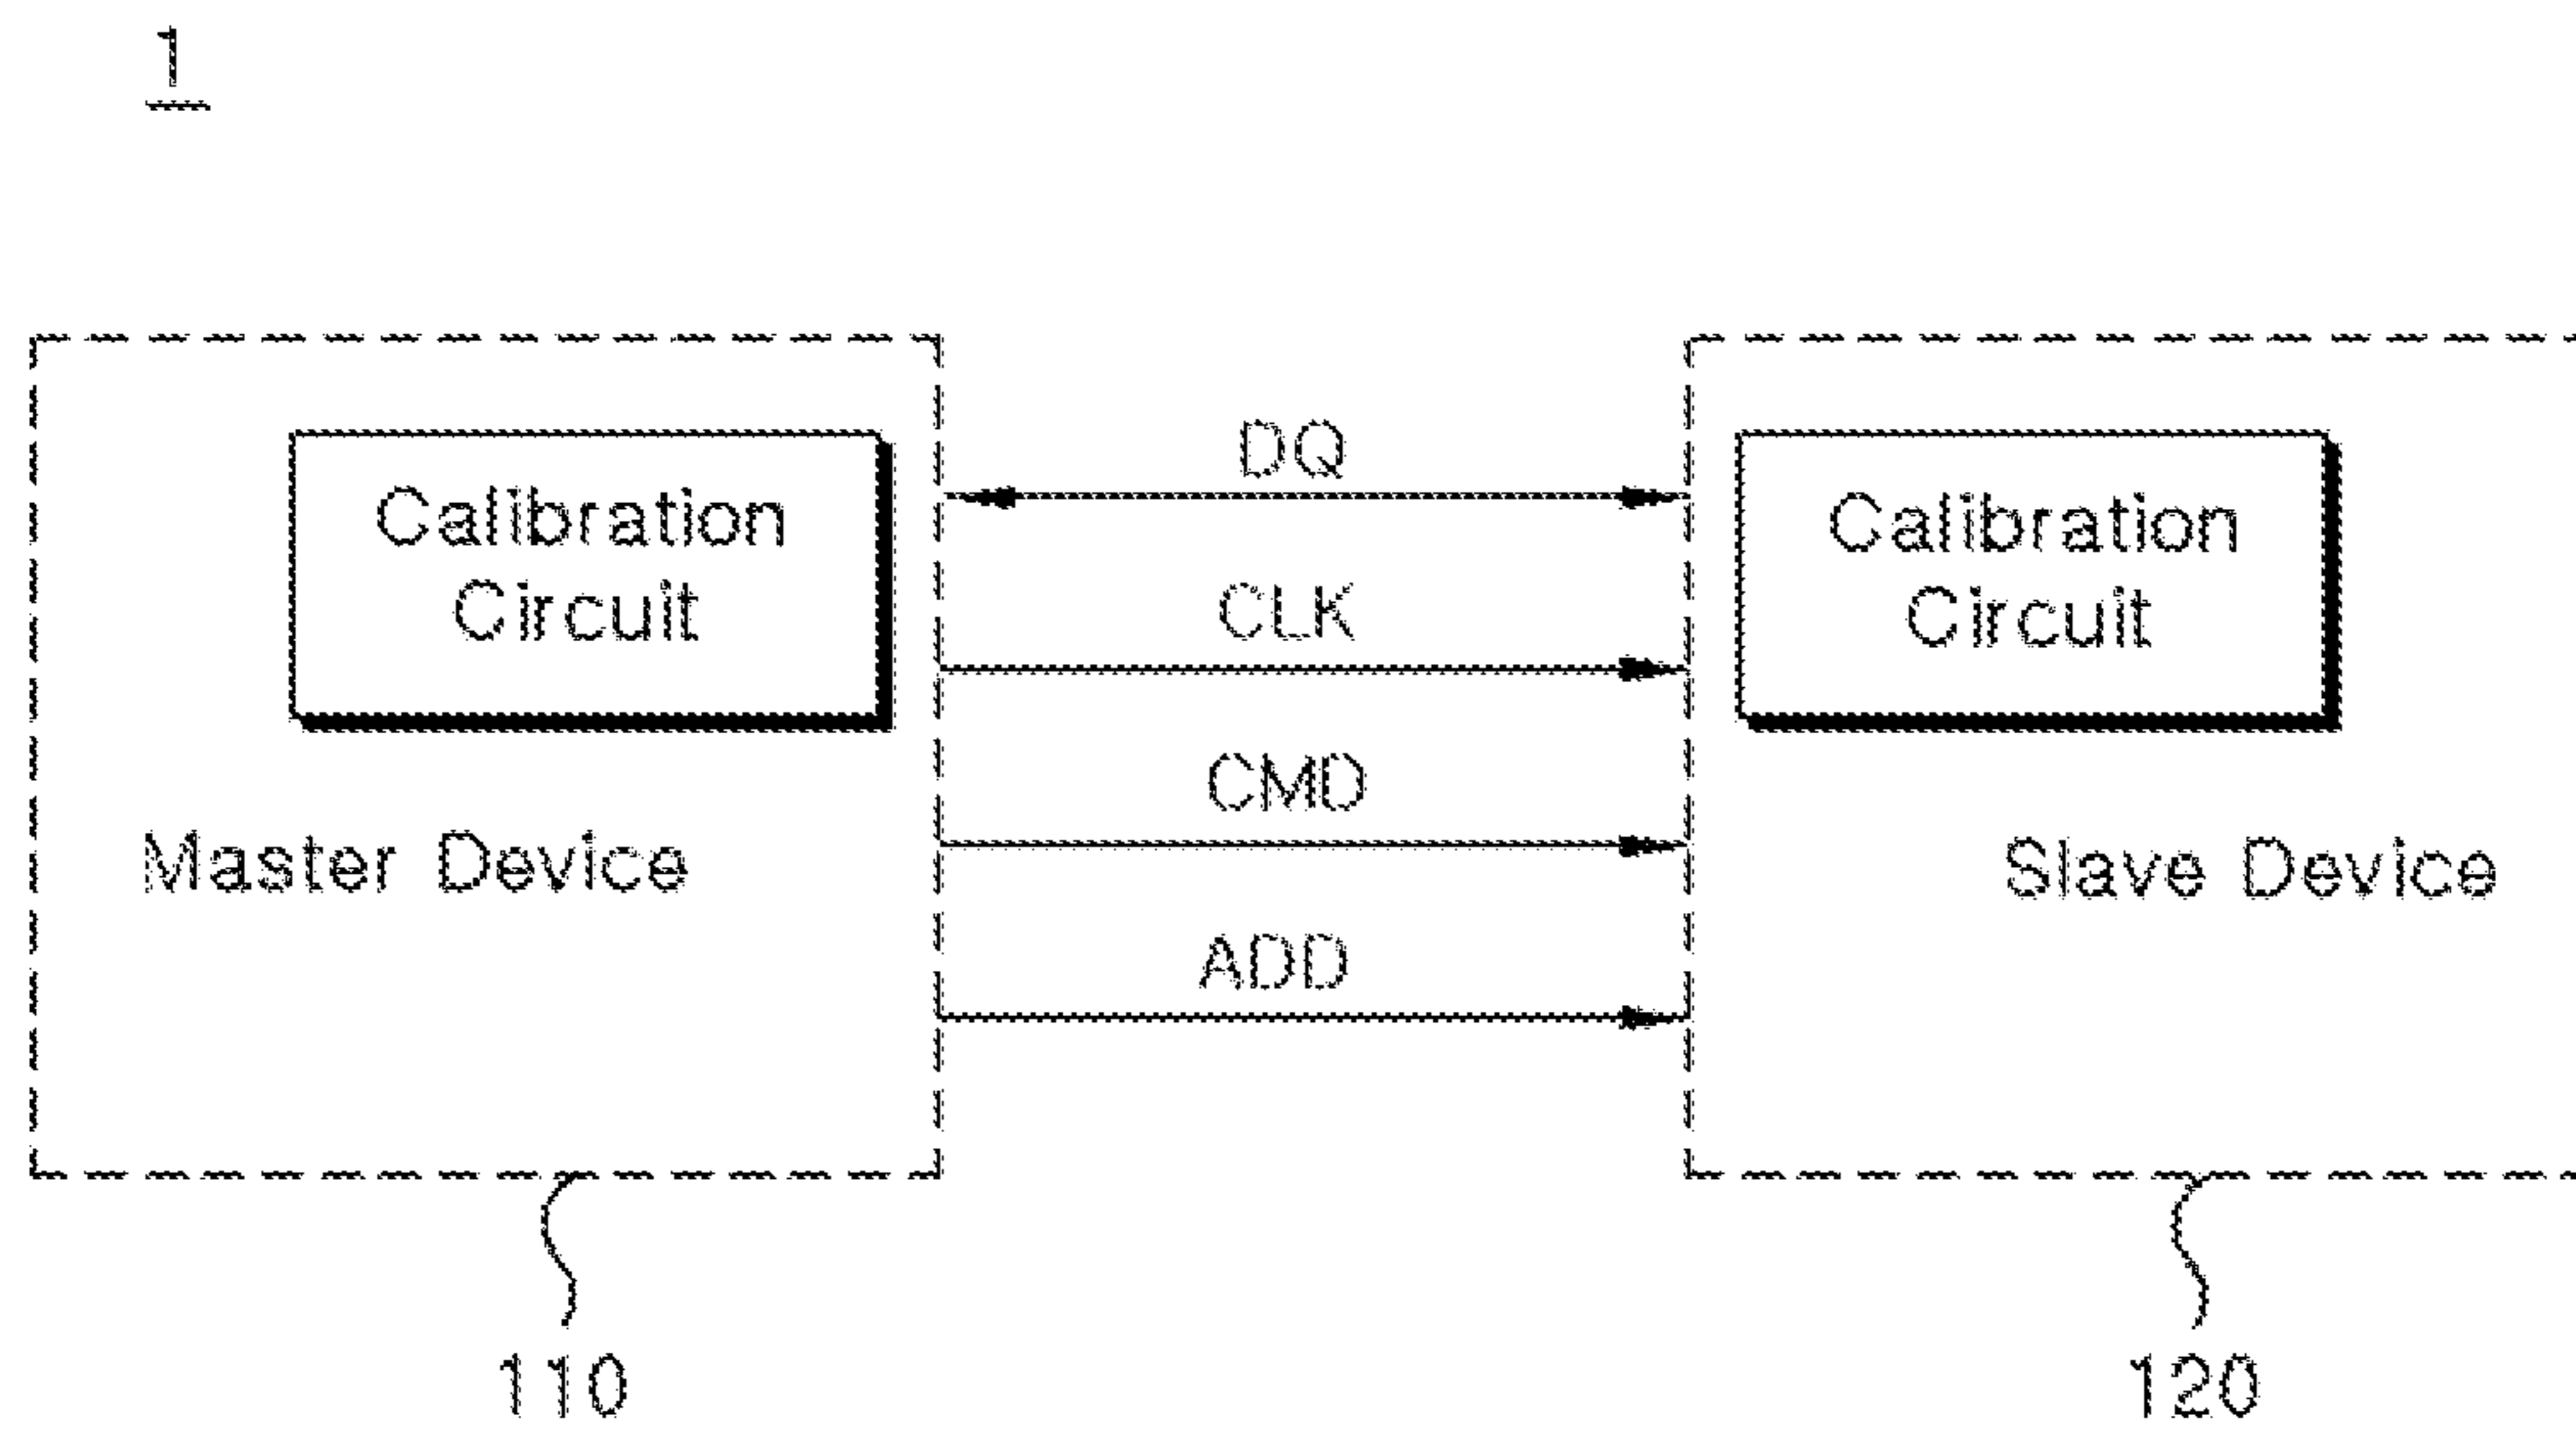 1
Calibration
Circuit
Master Device
DQ
CLK
CMD
ADD
Calibration
Circuit
Slave Device
110
120